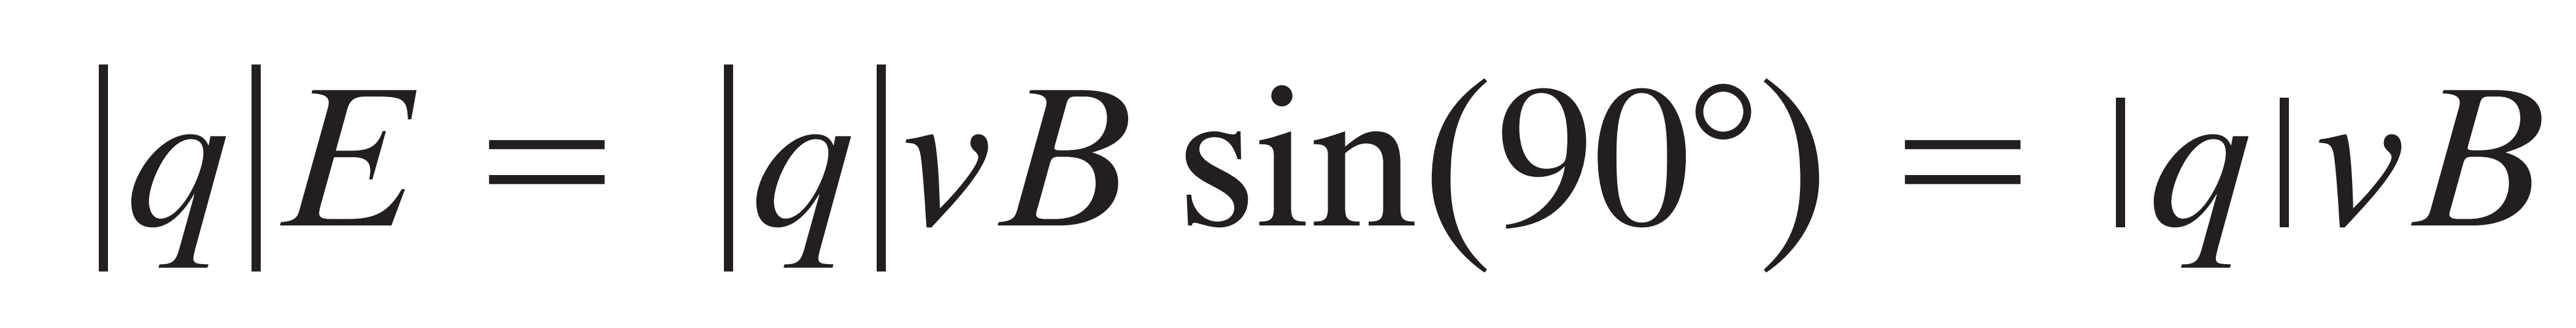 |q|E = |q|vB sin(90°) = |q|vB